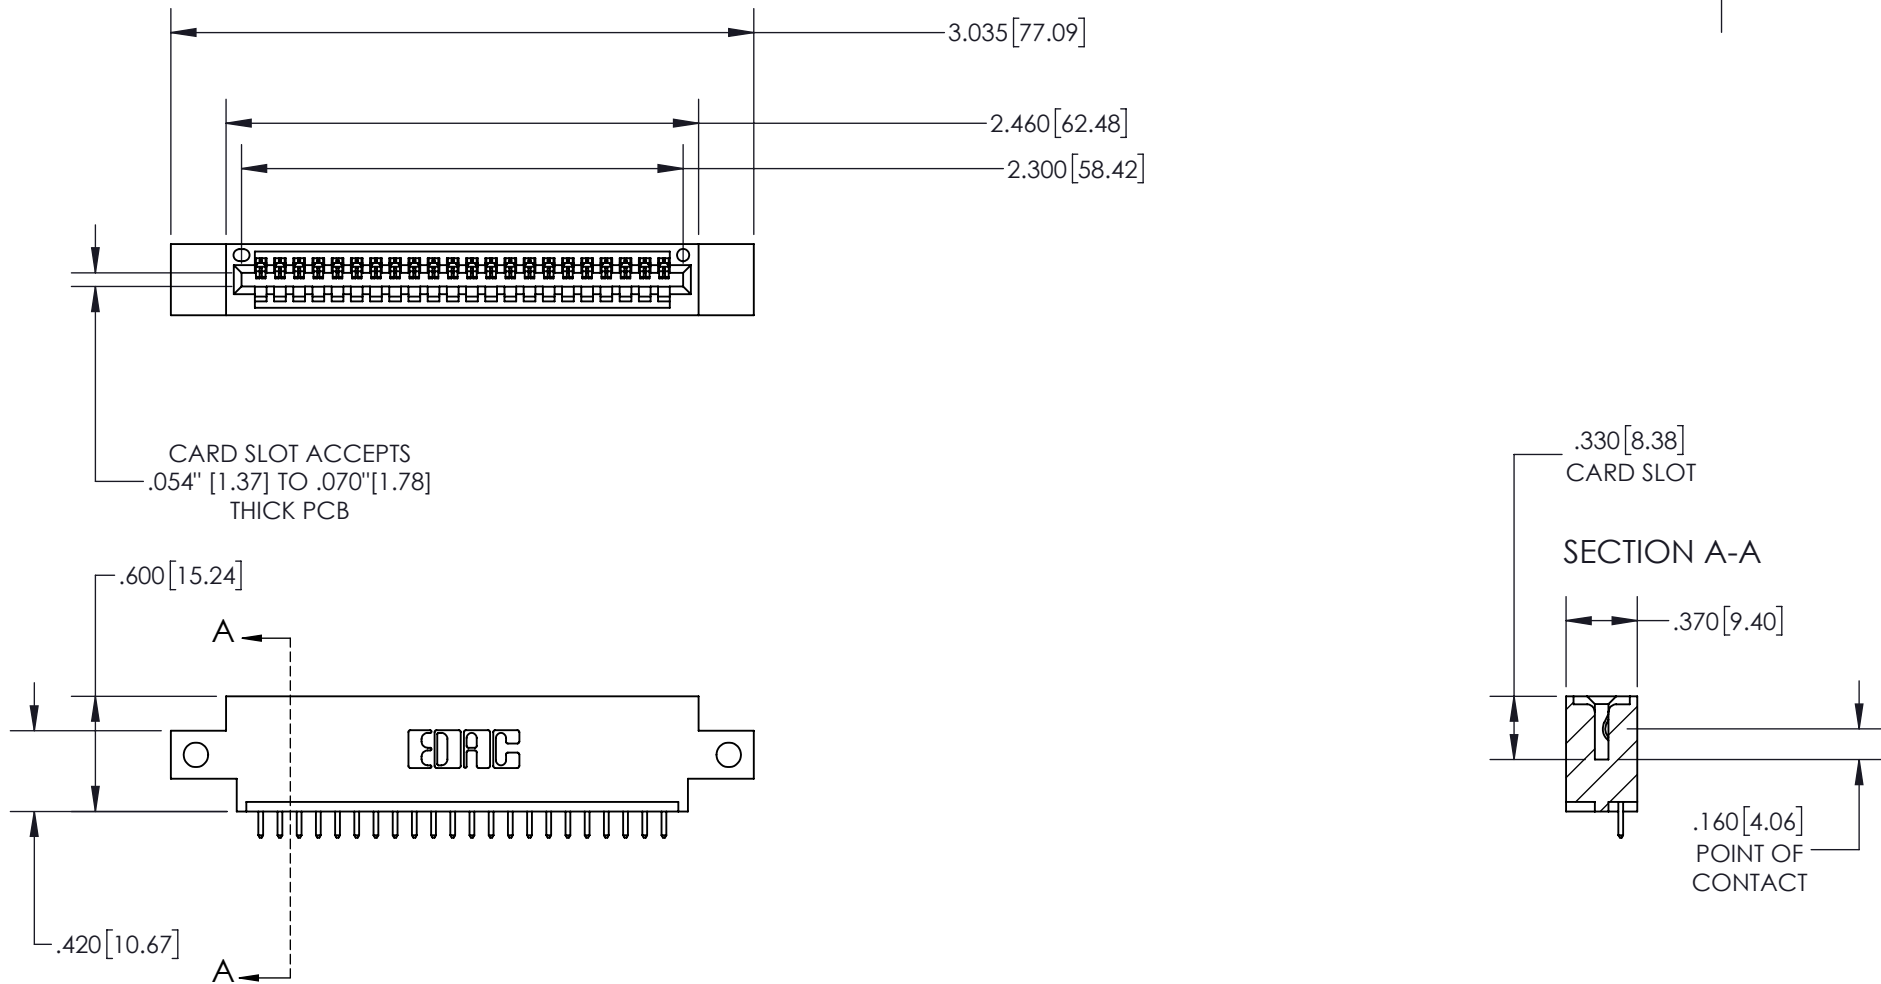 3.035[77.09]
2.460[62.48]
2.300[58.42]
CARD SLOT ACCEPTS
.054" [1.37] TO .070"[1.78]
THICK PCB
.330[8.38]
CARD SLOT
SECTION A-A
.600[15.24]
A
.370[9.40]
EDAC
.160[4.06]
POINT OF
CONTACT
.420[10.67]
A